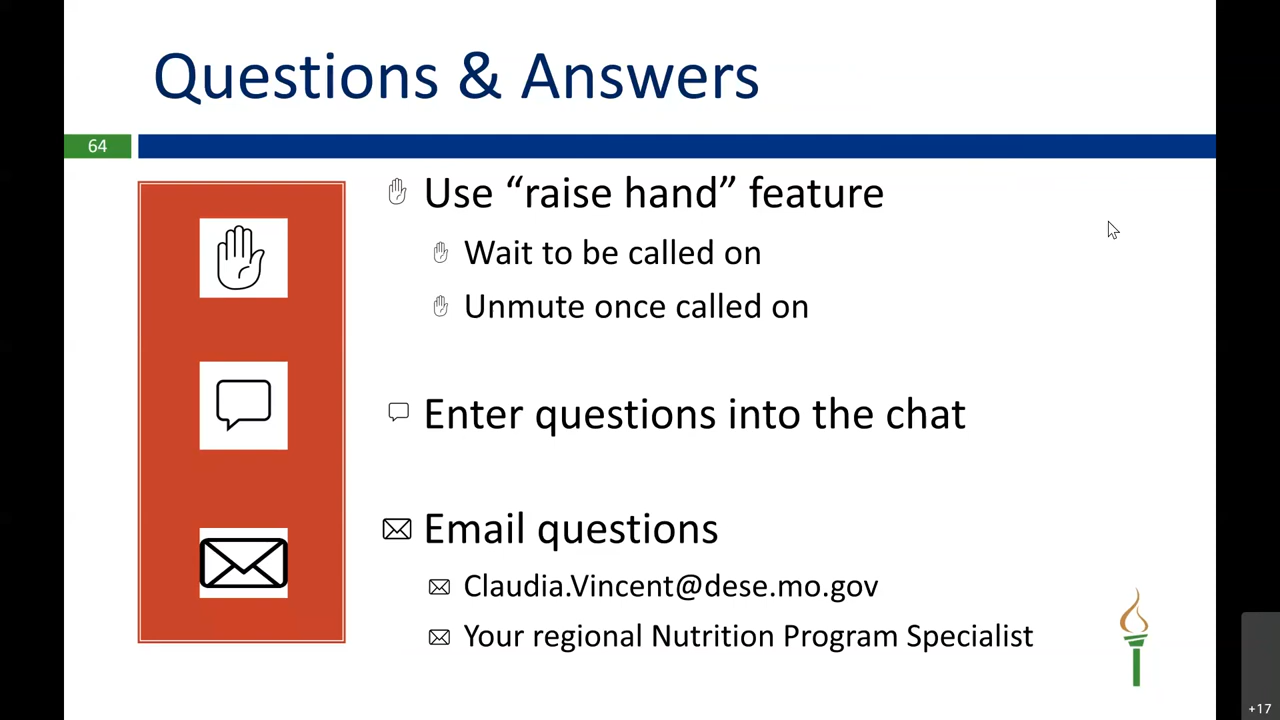 Questions & Answers
64
Use “raise hand” feature
Wait to be called on
Unmute once called on
Enter questions into the chat
Email questions
Claudia.Vincent@dese.mo.gov
Your regional Nutrition Program Specialist
+17